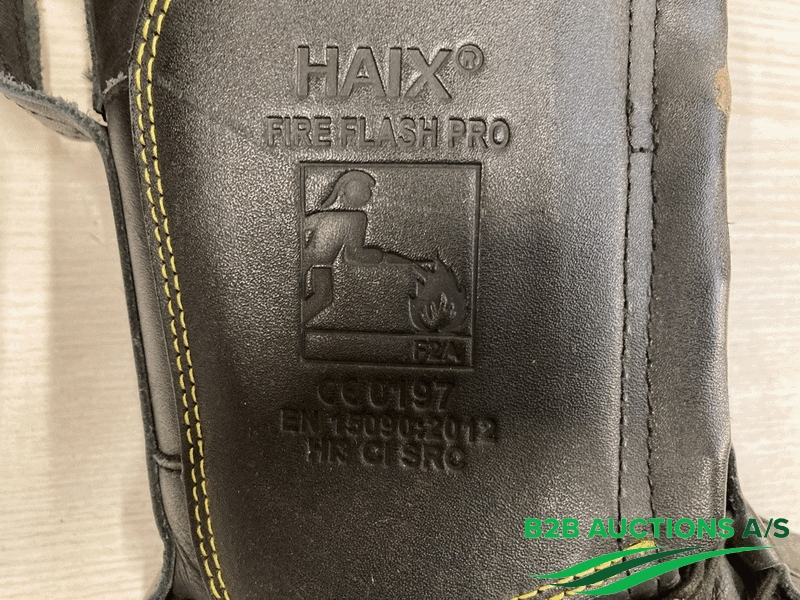 HAIX®
FIRE FLASH PRO
F2A
CE 0197
EN 15090:2012
HI3 CI SRC
B2B AUCTIONS A/S